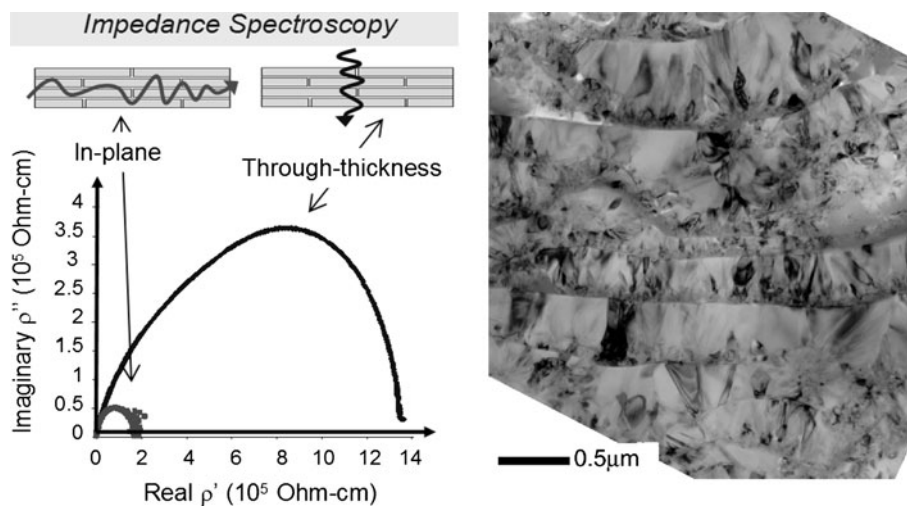 Impedance Spectroscopy
In-plane
Through-thickness
4
3.5
3
2.5
2
1.5
1
0.5
0
Imaginary ρ'' (10⁵ Ohm-cm)
0 2 4 6 8 10 12 14
Real ρ' (10⁵ Ohm-cm)
0.5μm